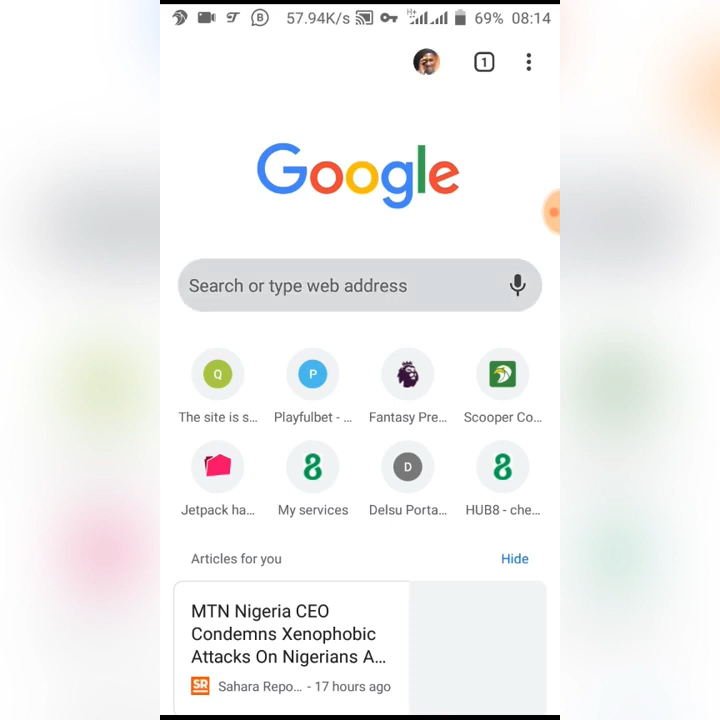 57.94K/s H+ 69% 08:14
1
Google
Search or type web address
Q P D
The site is s... Playfulbet - ... Fantasy Pre... Scooper Co...
Jetpack ha... My services Delsu Porta... HUB8 - che...
Articles for you Hide
MTN Nigeria CEO
Condemns Xenophobic
Attacks On Nigerians A...
SR Sahara Repo... - 17 hours ago